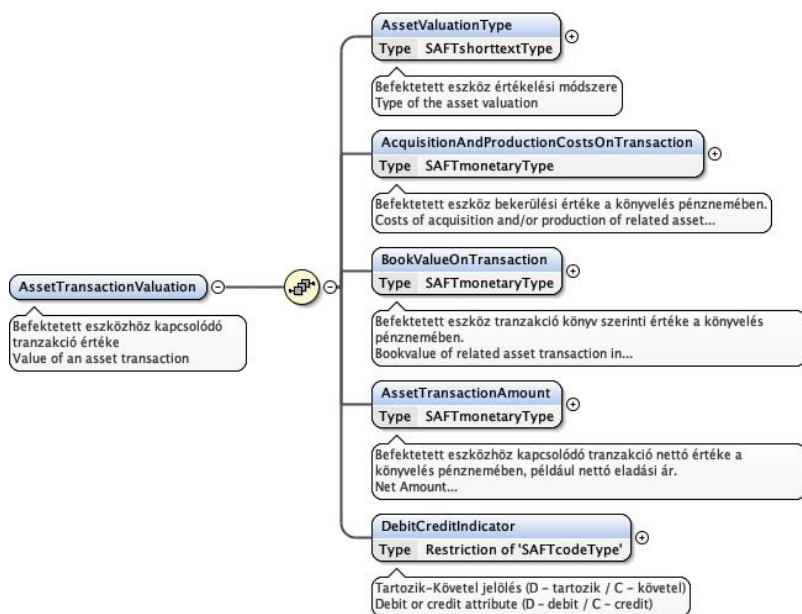 AssetValuationType
Type SAFTshorttextType
Befektetett eszköz értékelési módszere
Type of the asset valuation
AcquisitionAndProductionCostsOnTransaction
Type SAFTmonetaryType
Befektetett eszköz bekerülési értéke a könyvelés pénznemében.
Costs of acquisition and/or production of related asset...
BookValueOnTransaction
Type SAFTmonetaryType
Befektetett eszköz tranzakció könyv szerinti értéke a könyvelés
pénznemében.
Bookvalue of related asset transaction in...
AssetTransactionValuation
Befektetett eszközhöz kapcsolódó
tranzakció értéke
Value of an asset transaction
AssetTransactionAmount
Type SAFTmonetaryType
Befektetett eszközhöz kapcsolódó tranzakció nettó értéke a
könyvelés pénznemében, például nettó eladási ár.
Net Amount...
DebitCreditIndicator
Type Restriction of 'SAFTcodeType'
Tartozik-Követel jelölés (D - tartozik / C - követel)
Debit or credit attribute (D - debit / C - credit)